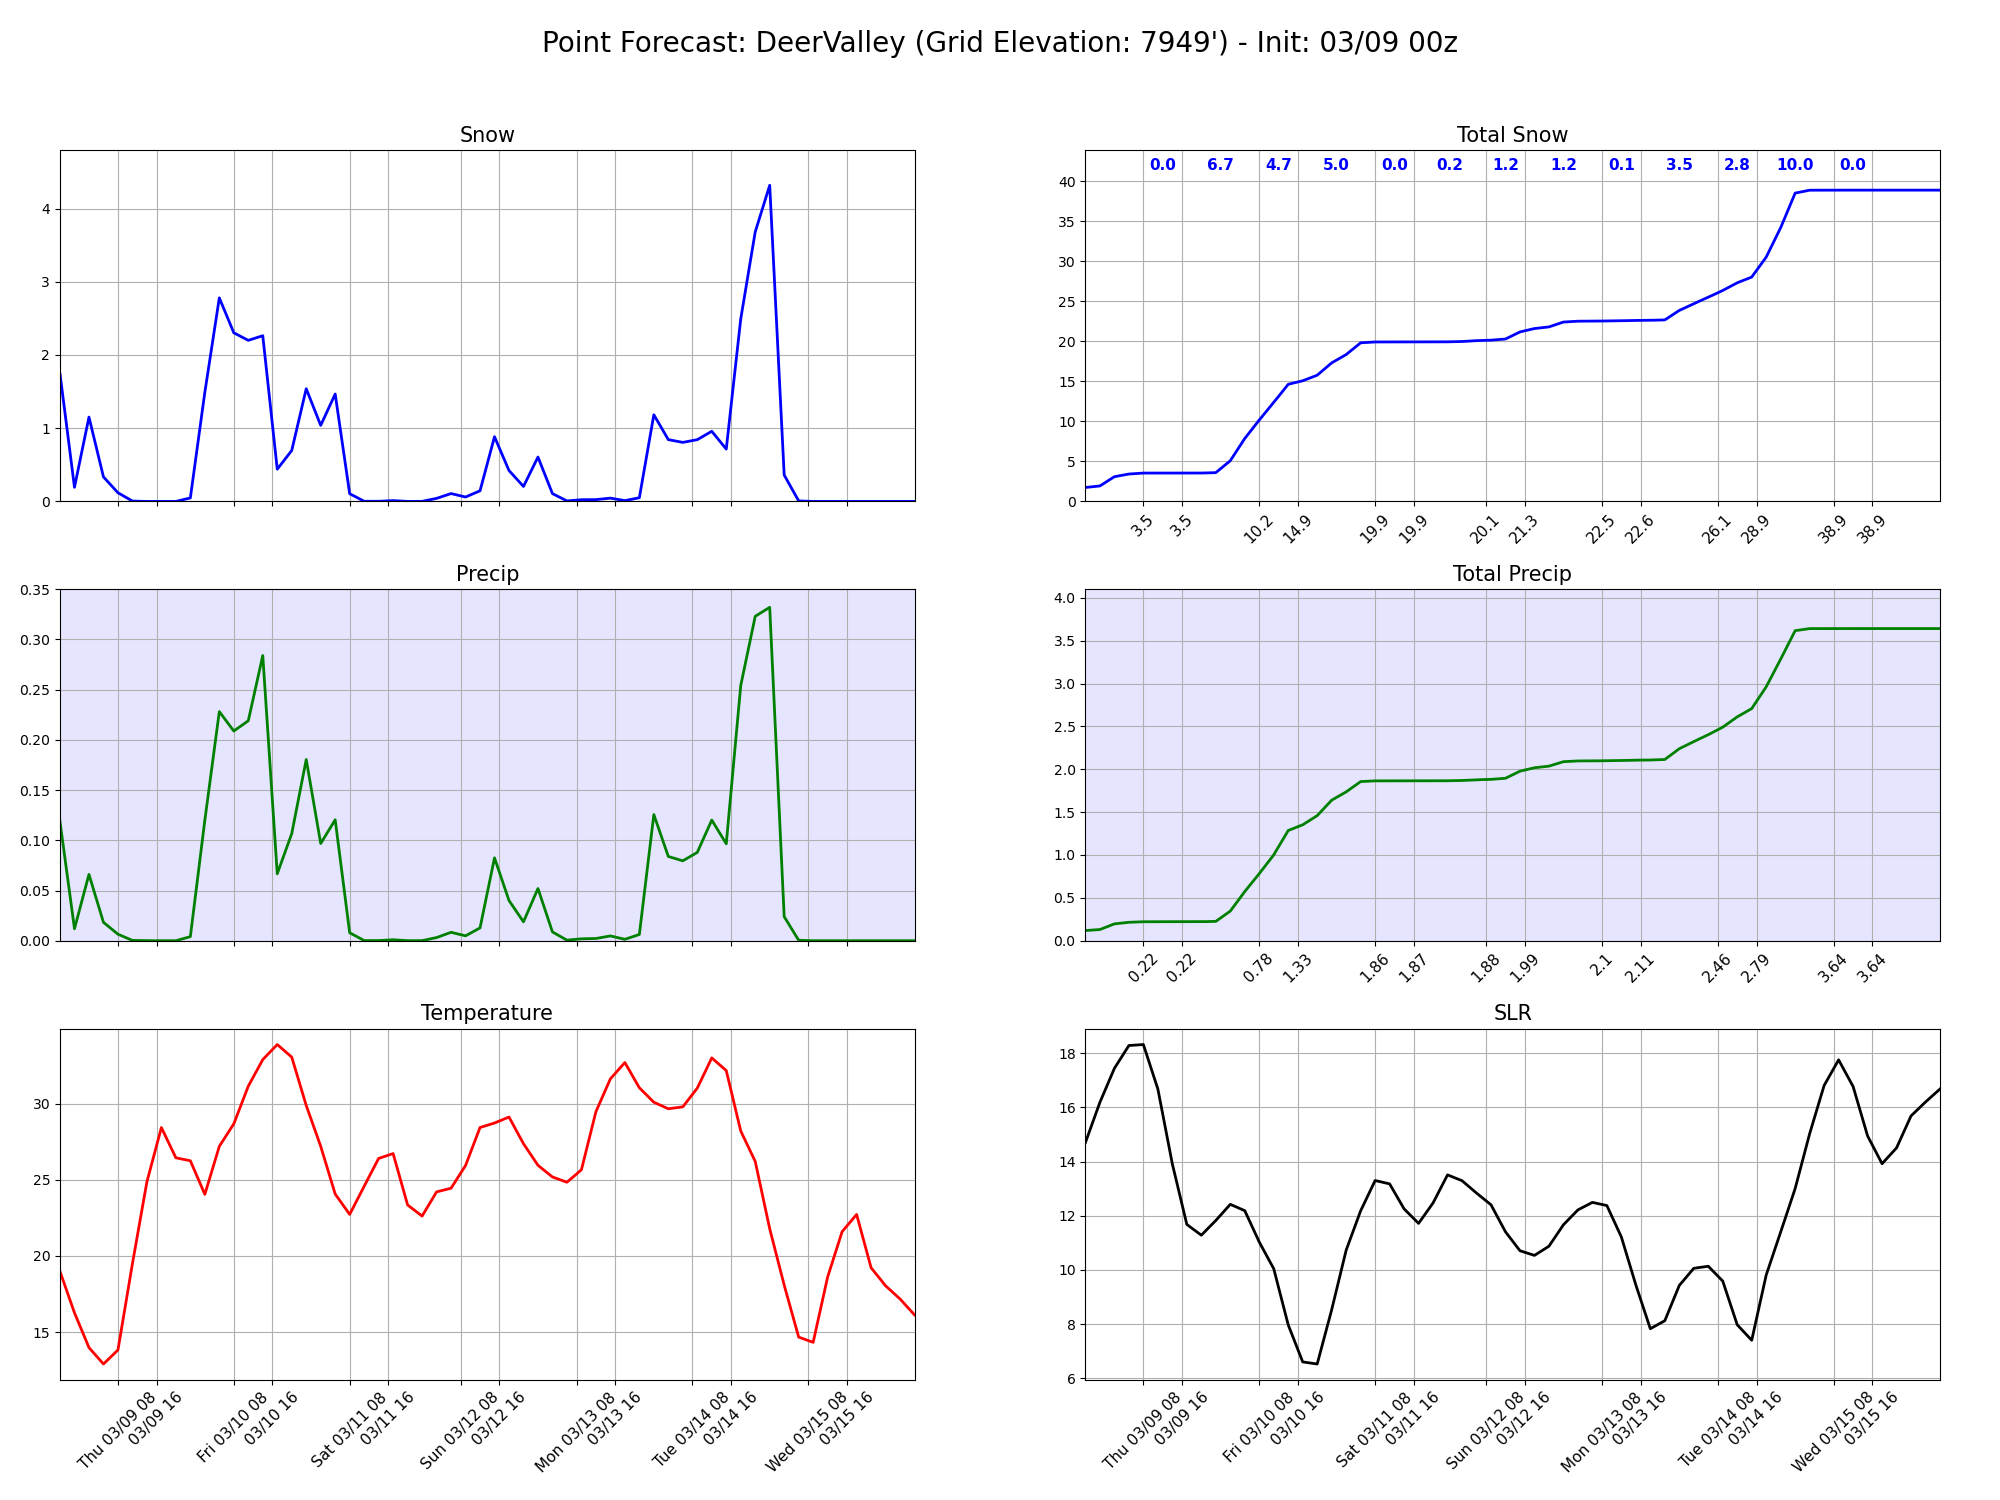 Point Forecast: DeerValley (Grid Elevation: 7949') - Init: 03/09 00z
Snow
4
3
2
1
0
Total Snow
0.0 6.7 4.7 5.0 0.0 0.2 1.2 1.2 0.1 3.5 2.8 10.0 0.0
40
35
30
25
20
15
10
5
0
3.5 3.5 10.2 14.9 19.9 19.9 20.1 21.3 22.5 22.6 26.1 28.9 38.9 38.9
Precip
0.35
0.30
0.25
0.20
0.15
0.10
0.05
0.00
Total Precip
4.0
3.5
3.0
2.5
2.0
1.5
1.0
0.5
0.0
0.22 0.22 0.78 1.33 1.86 1.87 1.88 1.99 2.1 2.11 2.46 2.79 3.64 3.64
Temperature
30
25
20
15
Thu 03/09 08
03/09 16
Fri 03/10 08
03/10 16
Sat 03/11 08
03/11 16
Sun 03/12 08
03/12 16
Mon 03/13 08
03/13 16
Tue 03/14 08
03/14 16
Wed 03/15 08
03/15 16
SLR
18
16
14
12
10
8
6
Thu 03/09 08
03/09 16
Fri 03/10 08
03/10 16
Sat 03/11 08
03/11 16
Sun 03/12 08
03/12 16
Mon 03/13 08
03/13 16
Tue 03/14 08
03/14 16
Wed 03/15 08
03/15 16